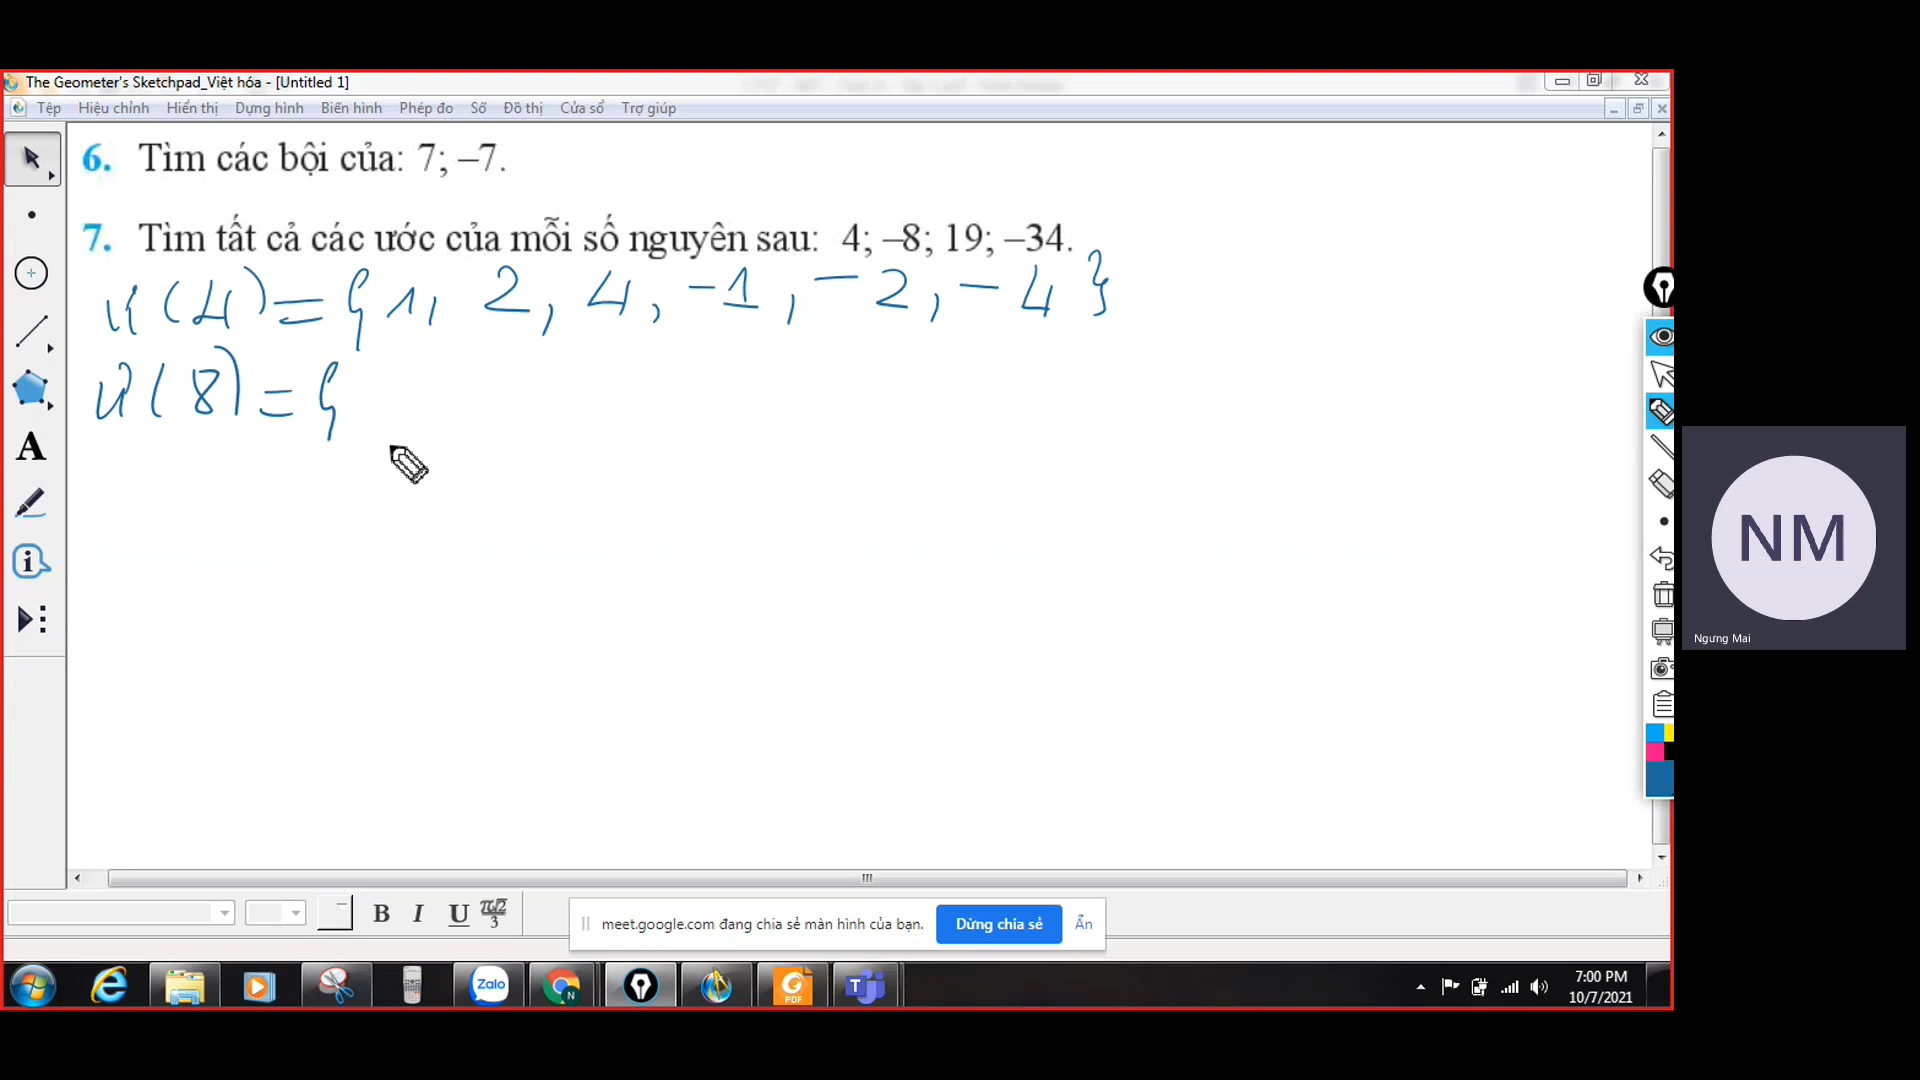 The Geometer's Sketchpad_Việt hóa - [Untitled 1]
Tệp Hiệu chỉnh Hiển thị Dựng hình Biến hình Phép đo Số Đồ thị Cửa sổ Trợ giúp
6. Tìm các bội của: 7; –7.
7. Tìm tất cả các ước của mỗi số nguyên sau: 4; –8; 19; –34.
Ư(4) = { 1, 2, 4, -1, -2, -4 }
Ư(8) = {
A
NM
Ngưng Mai
B I U π√2/3
meet.google.com đang chia sẻ màn hình của bạn. Dừng chia sẻ Ẩn
Zalo
N
PDF
T
7:00 PM
10/7/2021